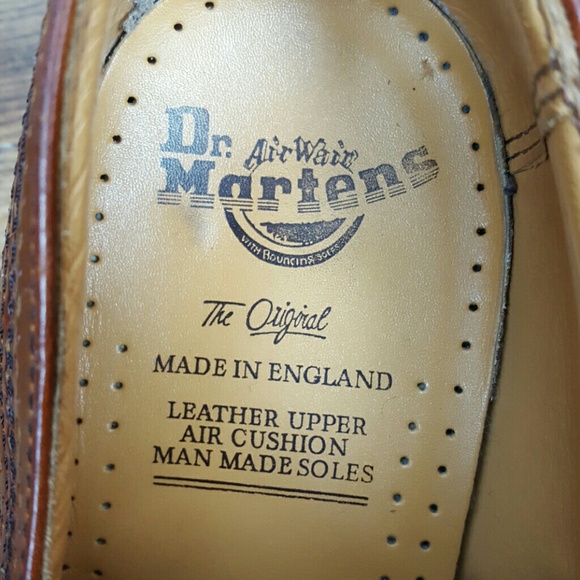 Dr.
AirWair
Martens
WITH BOUNCING SOLES
The Original
MADE IN ENGLAND
LEATHER UPPER
AIR CUSHION
MAN MADE SOLES